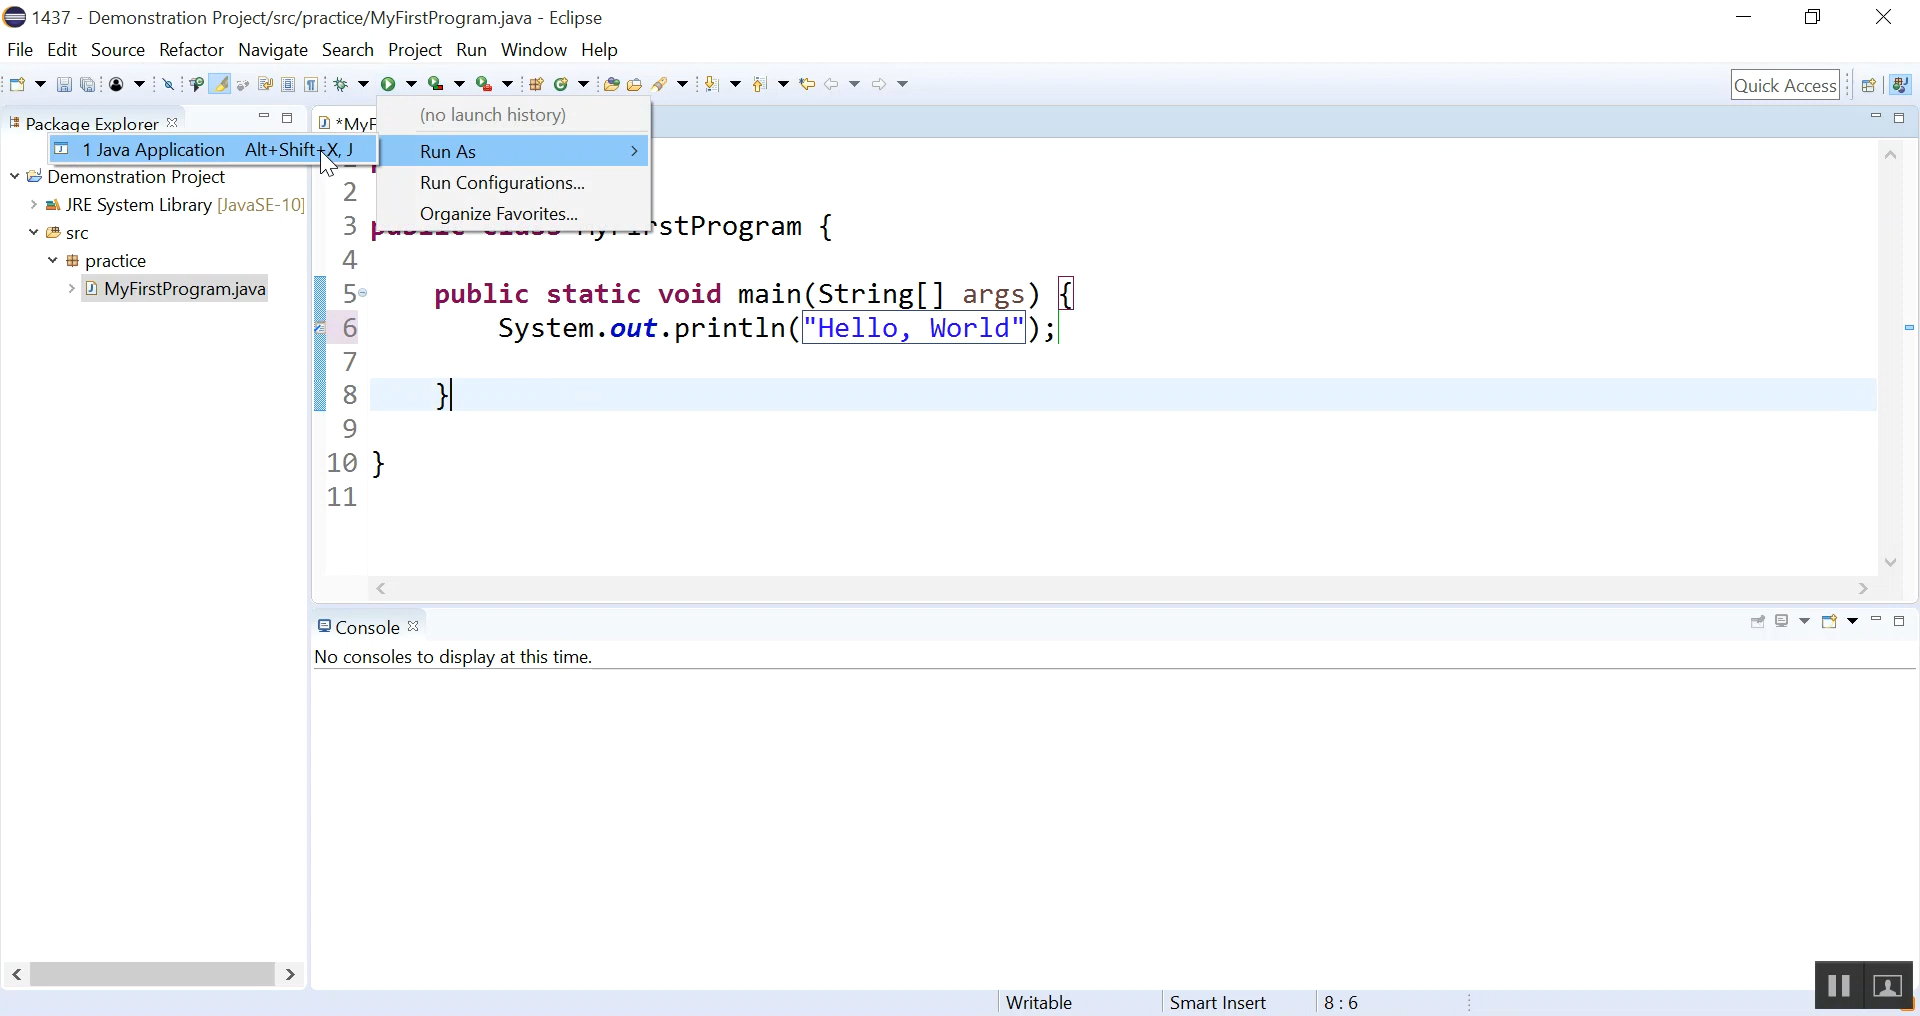 1437 - Demonstration Project/src/practice/MyFirstProgram.java - Eclipse
File Edit Source Refactor Navigate Search Project Run Window Help
Quick Access
Package Explorer
*MyF
(no launch history)
1 Java Application Alt+Shift+X, J
Run As
Run Configurations...
Organize Favorites...
Demonstration Project
JRE System Library [JavaSE-10]
src
practice
MyFirstProgram.java
2
3 public class MyFirstProgram {
4
5 public static void main(String[] args) {
6 System.out.println("Hello, World");
7
8 }
9
10 }
11
Console
No consoles to display at this time.
Writable Smart Insert 8 : 6